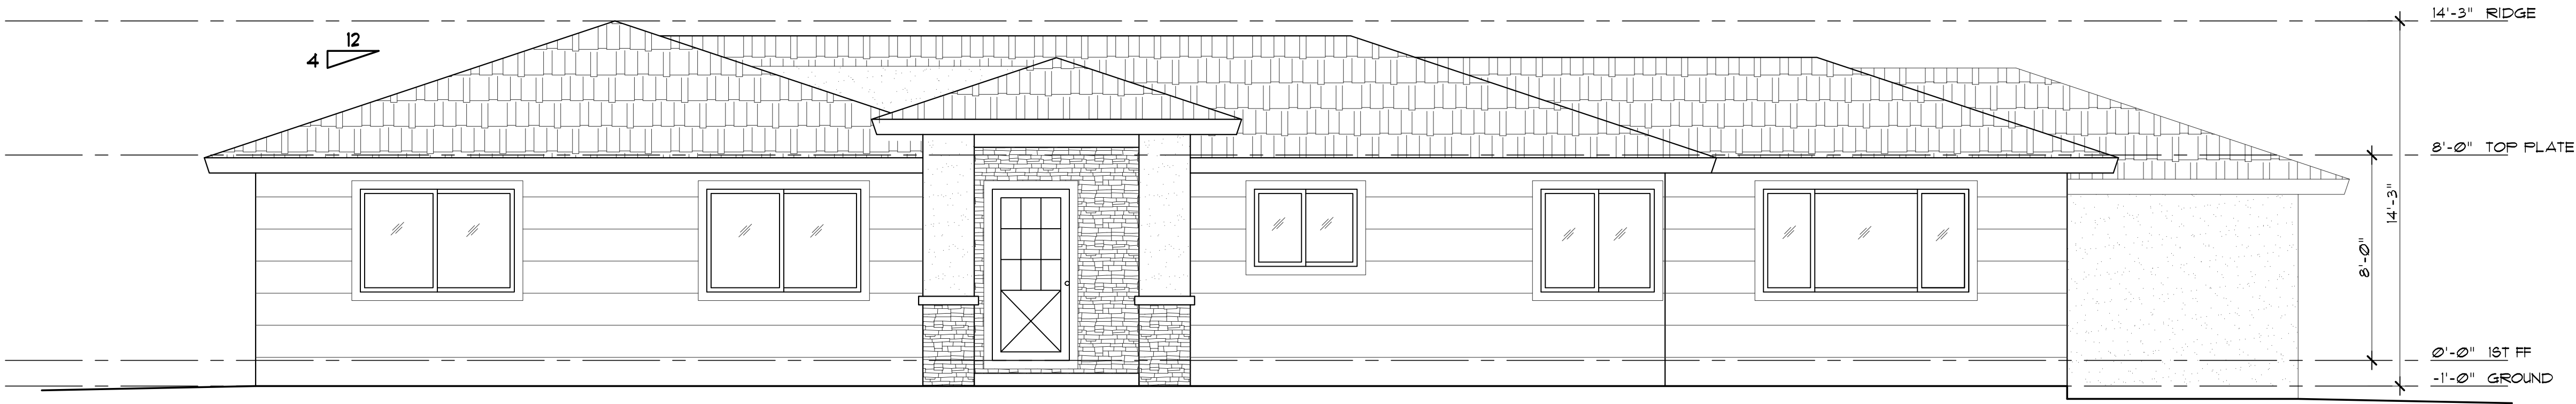 14'-3" RIDGE
12
4
8'-0" TOP PLATE
14'-3"
8'-0"
0'-0" 1ST FF
-1'-0" GROUND